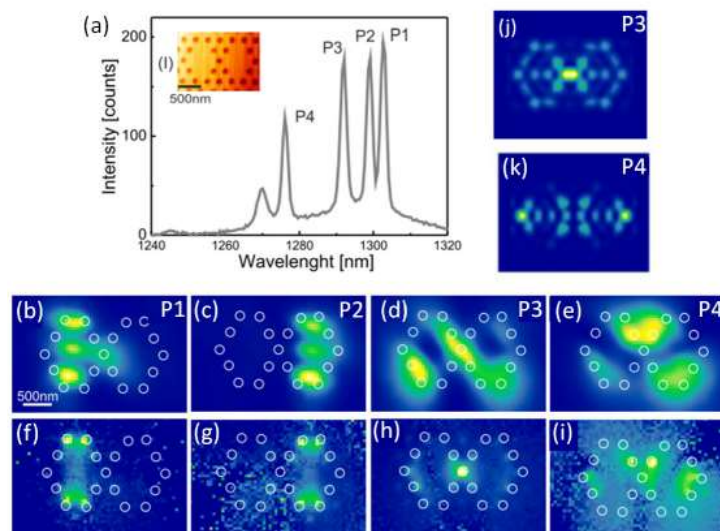 (a)
200
100
0
Intensity [counts]
(l)
500nm
P4
P3
P2
P1
1240
1260
1280
1300
1320
Wavelenght [nm]
(j)
P3
(k)
P4
(b)
P1
500nm
(c)
P2
(d)
P3
(e)
P4
(f)
(g)
(h)
(i)